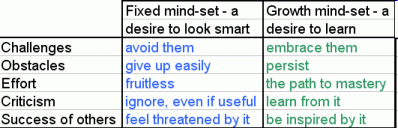 Fixed mind-set - a desire to look smart Growth mind-set - a desire to learn
Challenges avoid them embrace them
Obstacles give up easily persist
Effort fruitless the path to mastery
Criticism ignore, even if useful learn from it
Success of others feel threatened by it be inspired by it